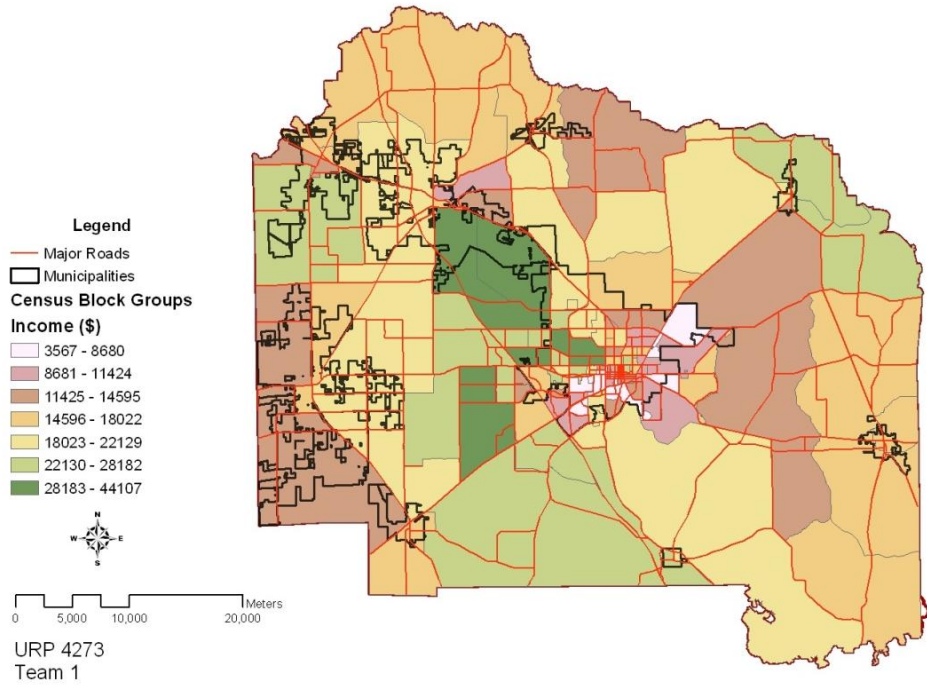 Legend
Major Roads
Municipalities
Census Block Groups
Income ($)
3567 - 8680
8681 - 11424
11425 - 14595
14596 - 18022
18023 - 22129
22130 - 28182
28183 - 44107
N
W E
S
Meters
0 5,000 10,000 20,000
URP 4273
Team 1